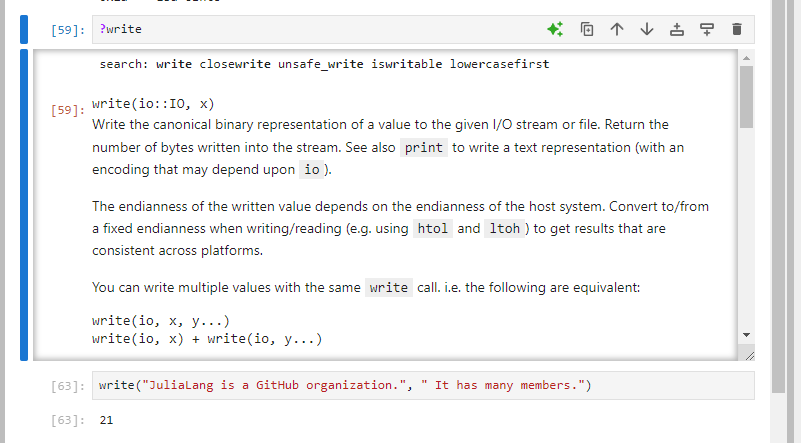 [59]: ?write
search: write closewrite unsafe_write iswritable lowercasefirst
[59]: write(io::IO, x)
Write the canonical binary representation of a value to the given I/O stream or file. Return the
number of bytes written into the stream. See also print to write a text representation (with an
encoding that may depend upon io ).
The endianness of the written value depends on the endianness of the host system. Convert to/from
a fixed endianness when writing/reading (e.g. using htol and ltoh ) to get results that are
consistent across platforms.
You can write multiple values with the same write call. i.e. the following are equivalent:
write(io, x, y...)
write(io, x) + write(io, y...)
[63]: write("JuliaLang is a GitHub organization.", " It has many members.")
[63]: 21